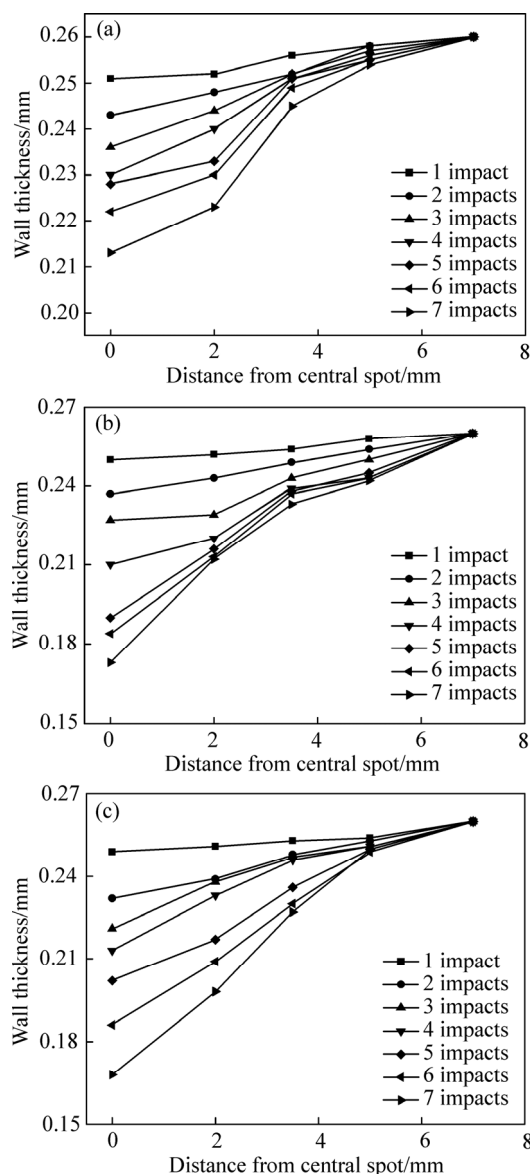 (a)
0.26
0.25
0.24
0.23
0.22
0.21
0.20
Wall thickness/mm
1 impact
2 impacts
3 impacts
4 impacts
5 impacts
6 impacts
7 impacts
0 2 4 6 8
Distance from central spot/mm
(b)
0.27
0.24
0.21
0.18
0.15
Wall thickness/mm
1 impact
2 impacts
3 impacts
4 impacts
5 impacts
6 impacts
7 impacts
0 2 4 6 8
Distance from central spot/mm
(c)
0.27
0.24
0.21
0.18
0.15
Wall thickness/mm
1 impact
2 impacts
3 impacts
4 impacts
5 impacts
6 impacts
7 impacts
0 2 4 6 8
Distance from central spot/mm